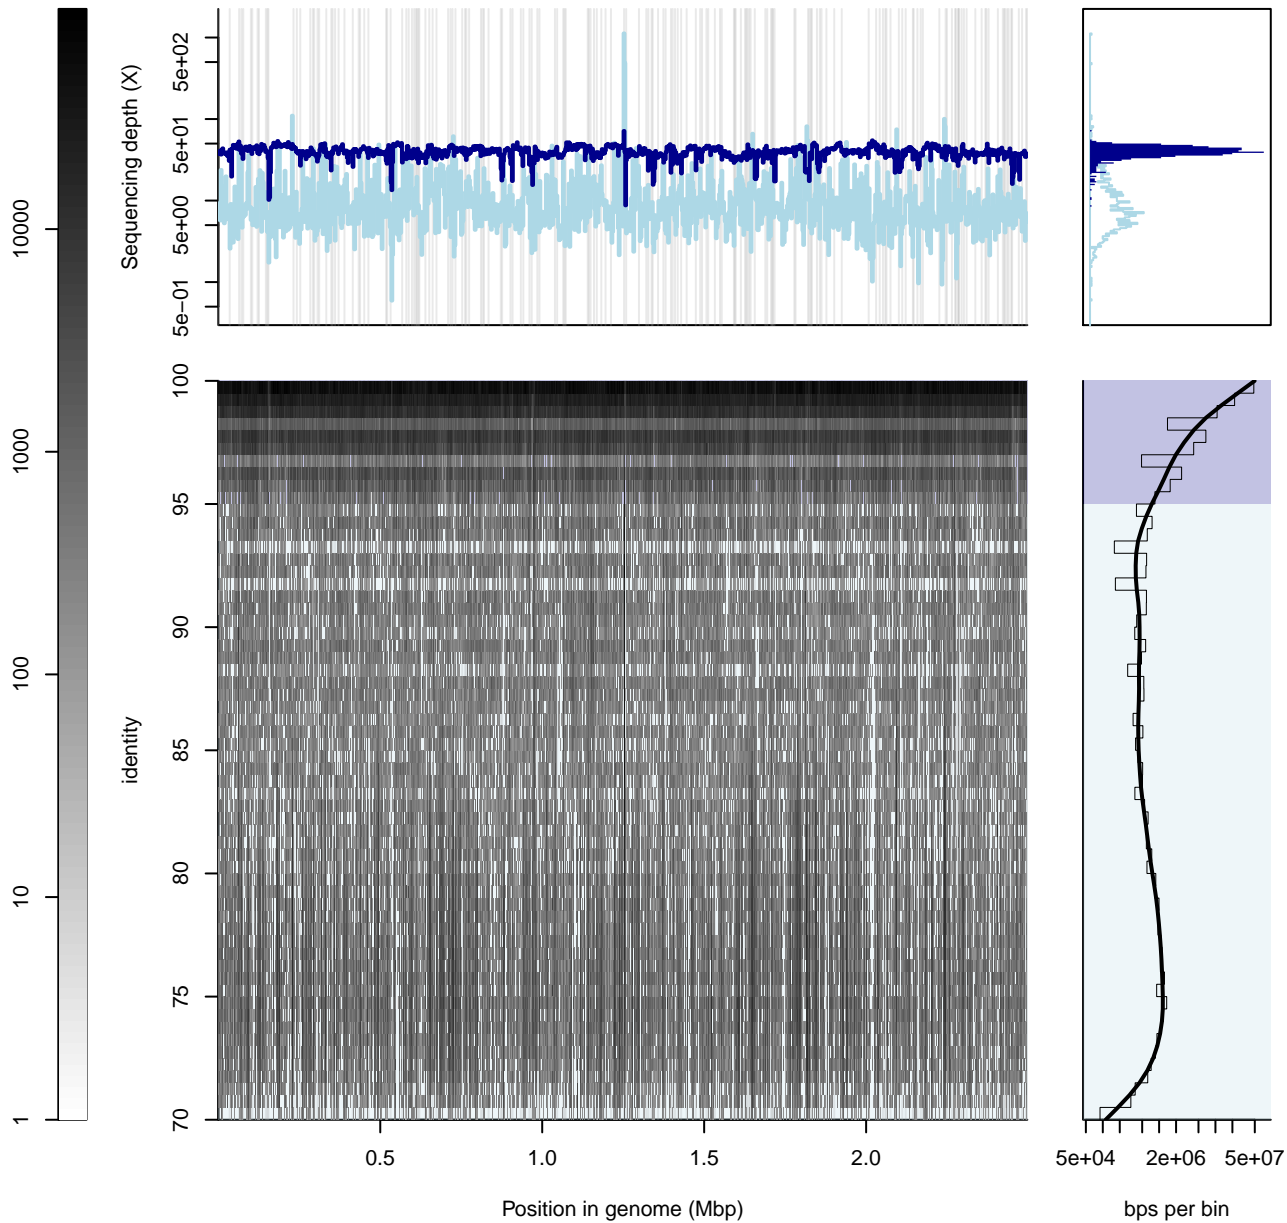 1 10 100 1000 10000
Sequencing depth (X)
5e−01 5e+00 5e+01 5e+02
identity
70 75 80 85 90 95 100
0.5 1.0 1.5 2.0
Position in genome (Mbp)
5e+04 2e+06 5e+07
bps per bin